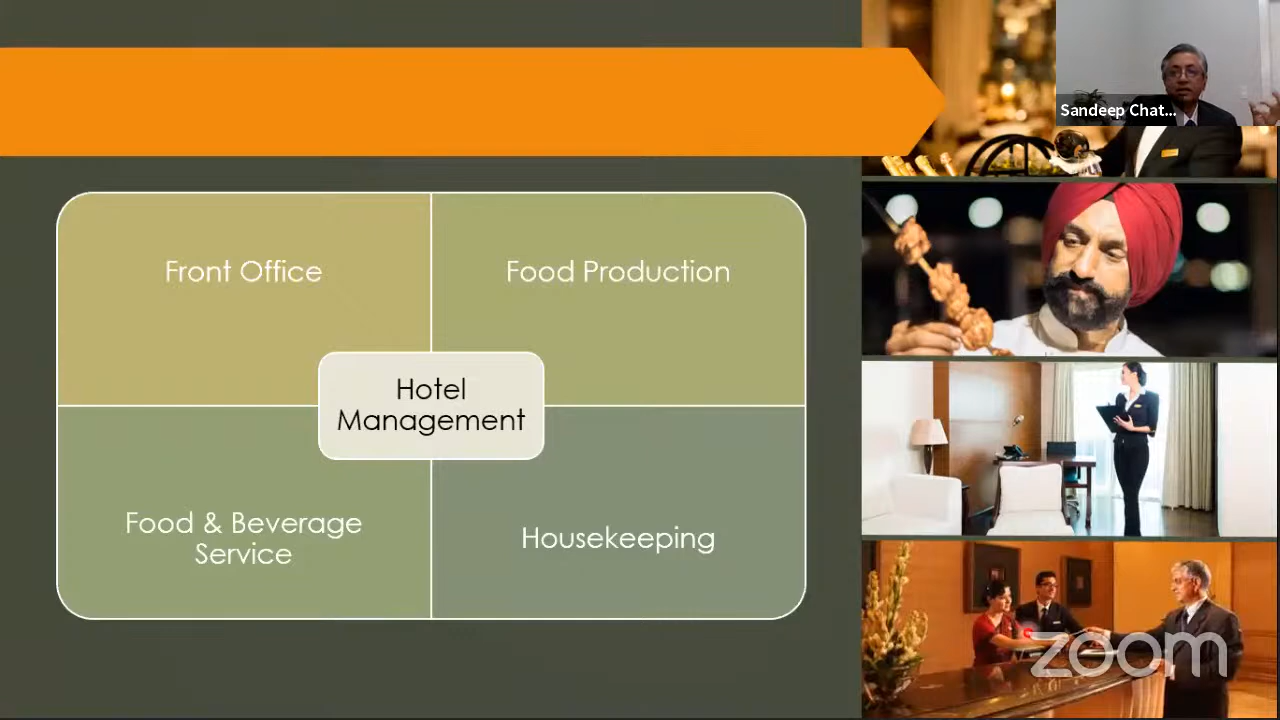 Sandeep Chat...
Front Office
Food Production
Hotel
Management
Food & Beverage
Service
Housekeeping
zoom